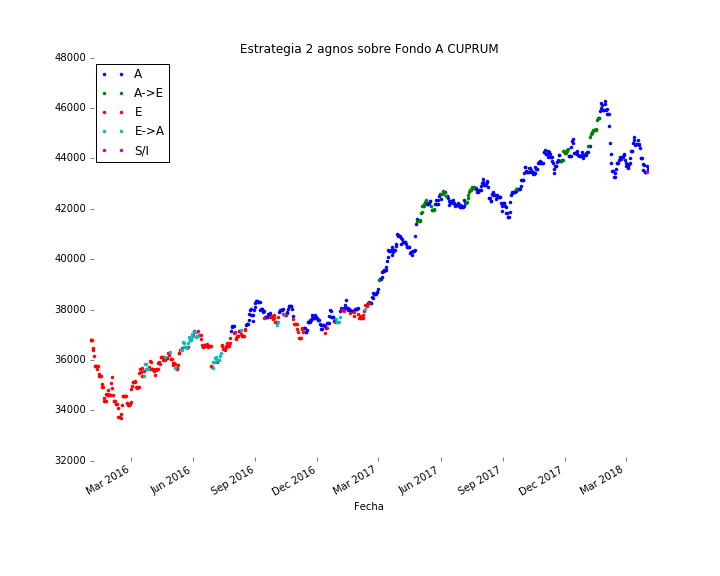 Estrategia 2 agnos sobre Fondo A CUPRUM
48000
46000
44000
42000
40000
38000
36000
34000
32000
A
A->E
E
E->A
S/I
Mar 2016
Jun 2016
Sep 2016
Dec 2016
Mar 2017
Jun 2017
Sep 2017
Dec 2017
Mar 2018
Fecha